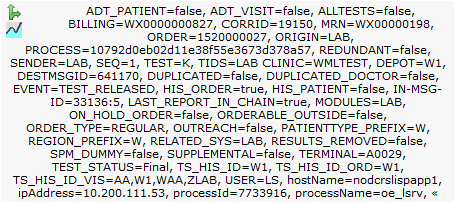 ADT_PATIENT=false, ADT_VISIT=false, ALLTESTS=false,
BILLING=WX0000000827, CORRID=19150, MRN=WX00000198,
ORDER=1520000027, ORIGIN=LAB,
PROCESS=10792d0eb02d11e38f55e3673d378a57, REDUNDANT=false,
SENDER=LAB, SEQ=1, TEST=K, TIDS=LAB CLINIC=WMLTEST, DEPOT=W1,
DESTMSGID=641170, DUPLICATED=false, DUPLICATED_DOCTOR=false,
EVENT=TEST_RELEASED, HIS_ORDER=true, HIS_PATIENT=false, IN-MSG-
ID=33136:5, LAST_REPORT_IN_CHAIN=true, MODULES=LAB,
ON_HOLD_ORDER=false, ORDERABLE_OUTSIDE=false,
ORDER_TYPE=REGULAR, OUTREACH=false, PATIENTTYPE_PREFIX=W,
REGION_PREFIX=W, RELATED_SYS=LAB, RESULTS_REMOVED=false,
SPM_DUMMY=false, SUPPLEMENTAL=false, TERMINAL=A0029,
TEST_STATUS=Final, TS_HIS_ID=W1, TS_HIS_ID_ORD=W1,
TS_HIS_ID_VIS=AA,W1,WAA,ZLAB, USER=LS, hostName=nodcrslispapp1,
ipAddress=10.200.111.53, processId=7733916, processName=oe_lsrv, «